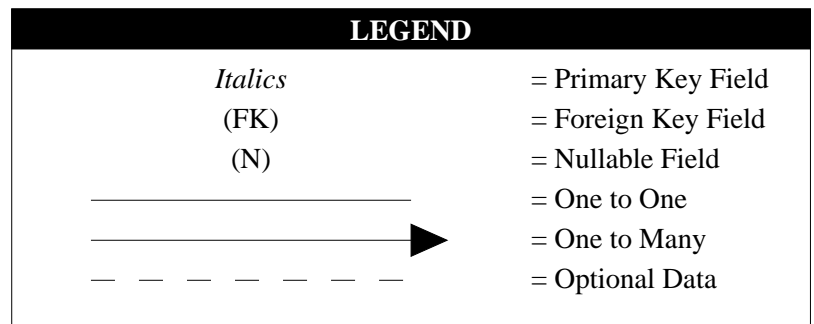 LEGEND
Italics = Primary Key Field
(FK) = Foreign Key Field
(N) = Nullable Field
= One to One
= One to Many
= Optional Data